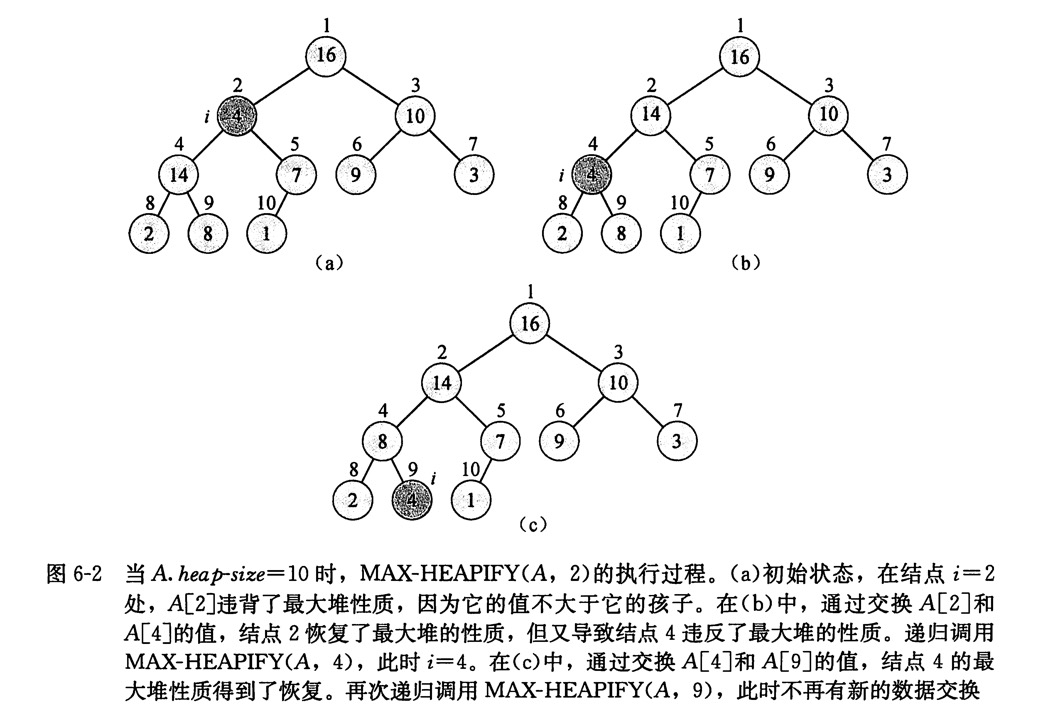 1 1
16 16
2 3 2 3
i 4 10 14 10
4 5 6 7 4 5 6 7
14 7 9 3 i 4 7 9 3
8 9 10 8 9 10
2 8 1 2 8 1
(a) (b)
1
16
2 3
14 10
4 5 6 7
8 7 9 3
8 9 i 10
2 4 1
(c)
图 6-2 当 A.heap-size=10 时，MAX-HEAPIFY(A，2)的执行过程。(a)初始状态，在结点 i=2
处，A[2]违背了最大堆性质，因为它的值不大于它的孩子。在(b)中，通过交换 A[2]和
A[4]的值，结点 2 恢复了最大堆的性质，但又导致结点 4 违反了最大堆的性质。递归调用
MAX-HEAPIFY(A，4)，此时 i=4。在(c)中，通过交换 A[4]和 A[9]的值，结点 4 的最
大堆性质得到了恢复。再次递归调用 MAX-HEAPIFY(A，9)，此时不再有新的数据交换